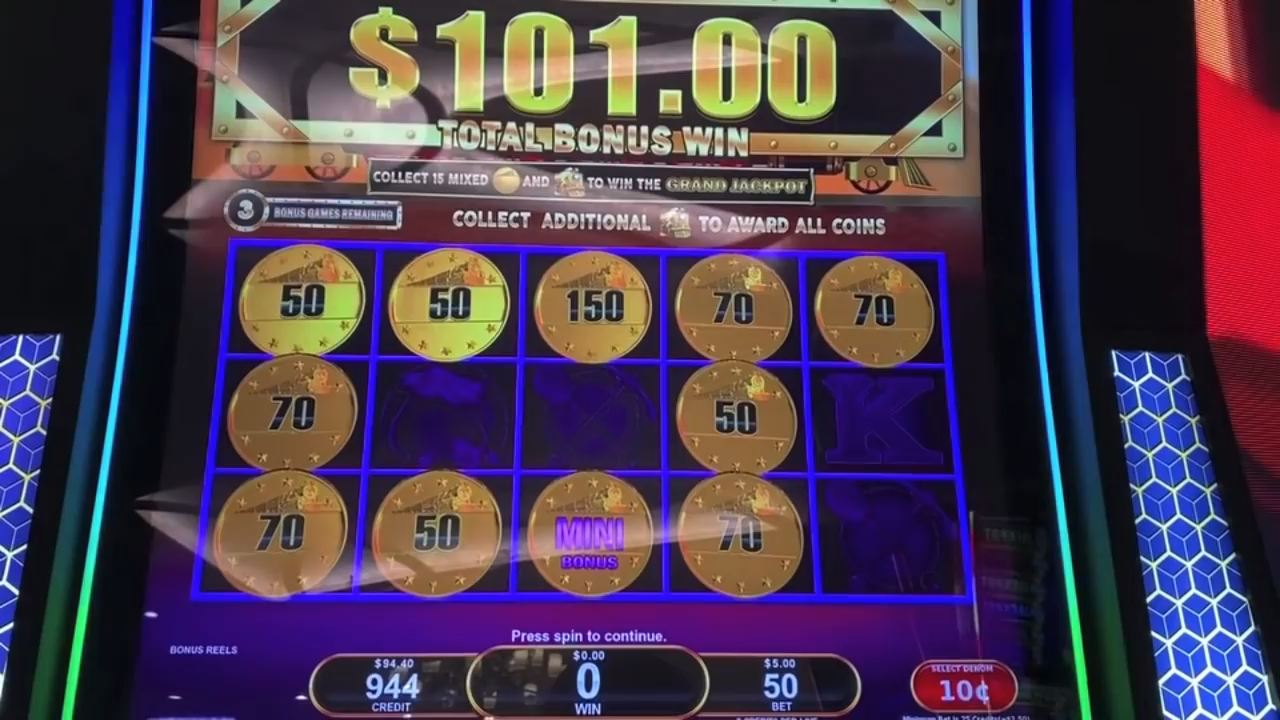 $101.00
TOTAL BONUS WIN
COLLECT 15 MIXED AND TO WIN THE GRAND JACKPOT
3 BONUS GAMES REMAINING
COLLECT ADDITIONAL TO AWARD ALL COINS
50 50 150 70 70
70 50 K
70 50 MINI BONUS 70
Press spin to continue.
BONUS REELS
$94.40 $0.00 $5.00 SELECT DENOM
944 0 50 10¢
CREDIT WIN BET